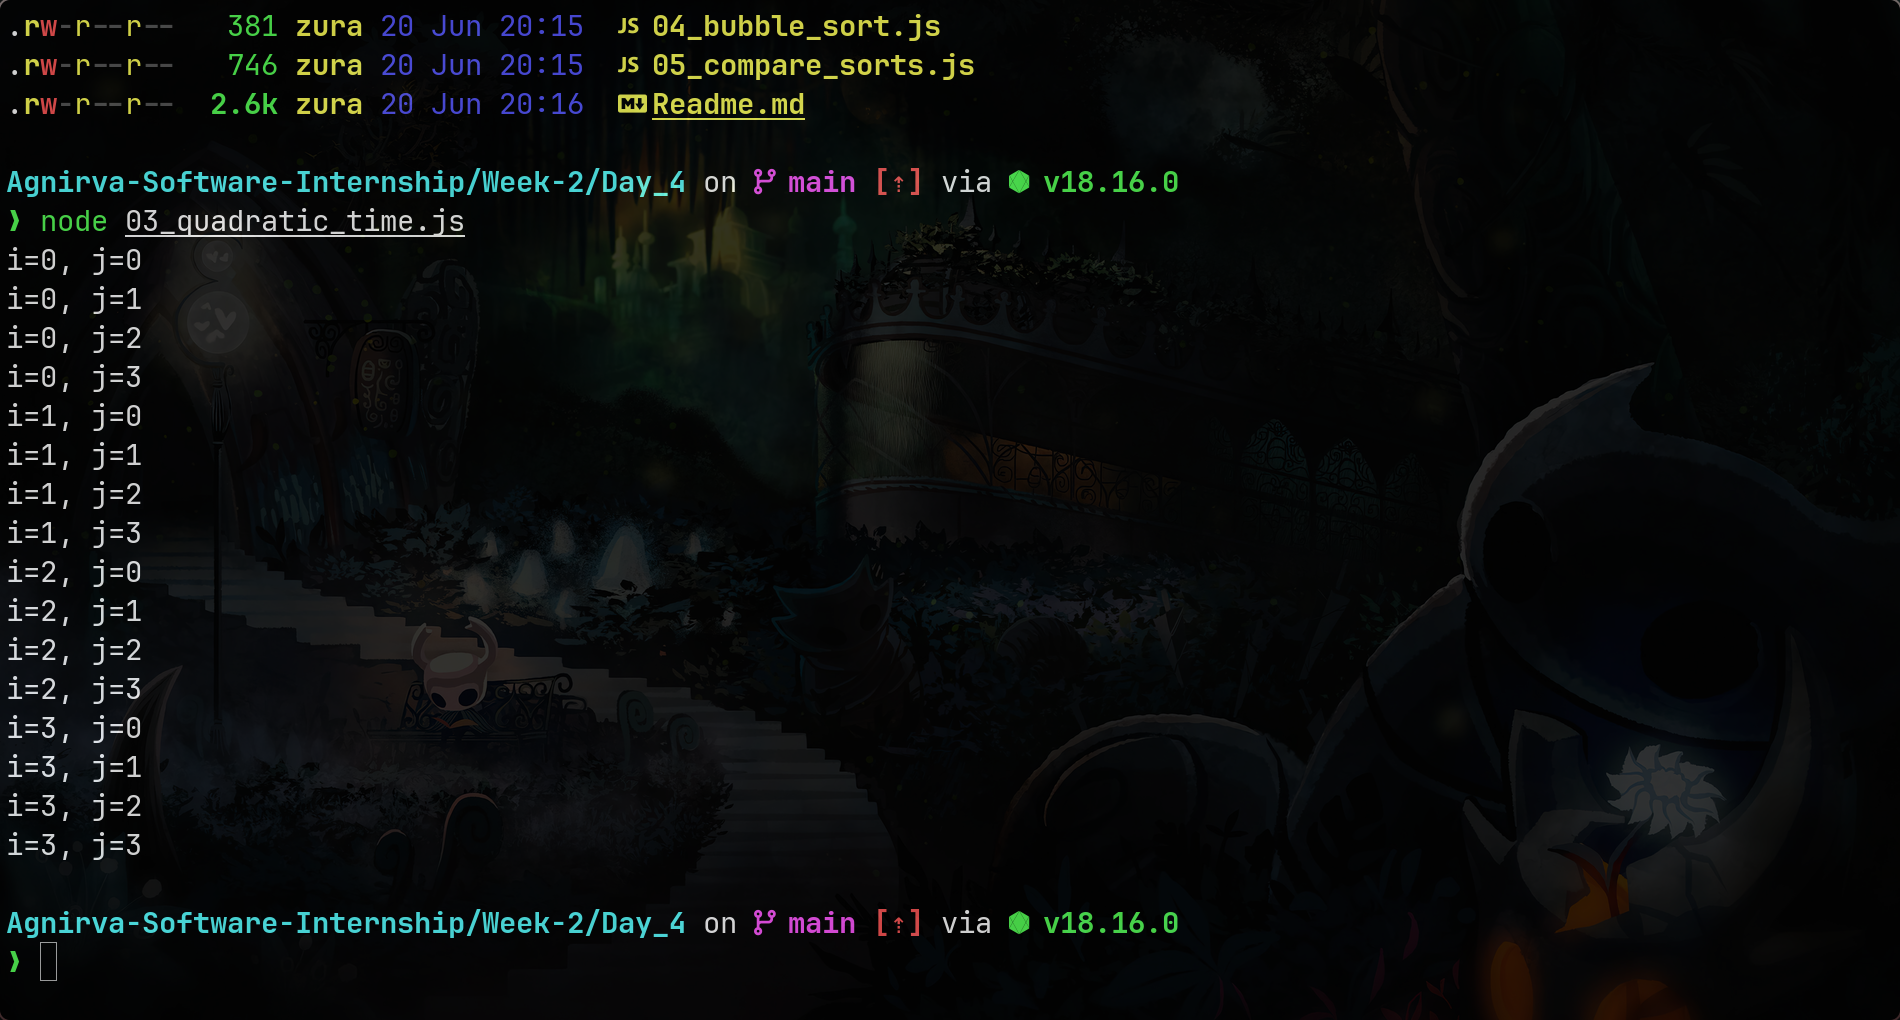 .rw-r--r-- 381 zura 20 Jun 20:15 JS 04_bubble_sort.js
.rw-r--r-- 746 zura 20 Jun 20:15 JS 05_compare_sorts.js
.rw-r--r-- 2.6k zura 20 Jun 20:16 M↓ Readme.md
Agnirva-Software-Internship/Week-2/Day_4 on main [⇡] via ⬢ v18.16.0
❯ node 03_quadratic_time.js
i=0, j=0
i=0, j=1
i=0, j=2
i=0, j=3
i=1, j=0
i=1, j=1
i=1, j=2
i=1, j=3
i=2, j=0
i=2, j=1
i=2, j=2
i=2, j=3
i=3, j=0
i=3, j=1
i=3, j=2
i=3, j=3
Agnirva-Software-Internship/Week-2/Day_4 on main [⇡] via ⬢ v18.16.0
❯